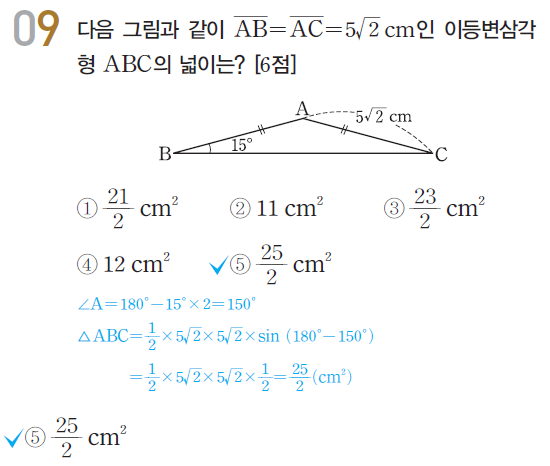 09 다음 그림과 같이 \overline{AB}=\overline{AC}=5√2 cm인 이등변삼각
형 ABC의 넓이는? [6점]
A
5√2 cm
B 15° C
① 21/2 cm² ② 11 cm² ③ 23/2 cm²
④ 12 cm² ⑤ 25/2 cm²
∠A=180°-15°×2=150°
△ABC=1/2×5√2×5√2×sin (180°-150°)
=1/2×5√2×5√2×1/2=25/2(cm²)
⑤ 25/2 cm²